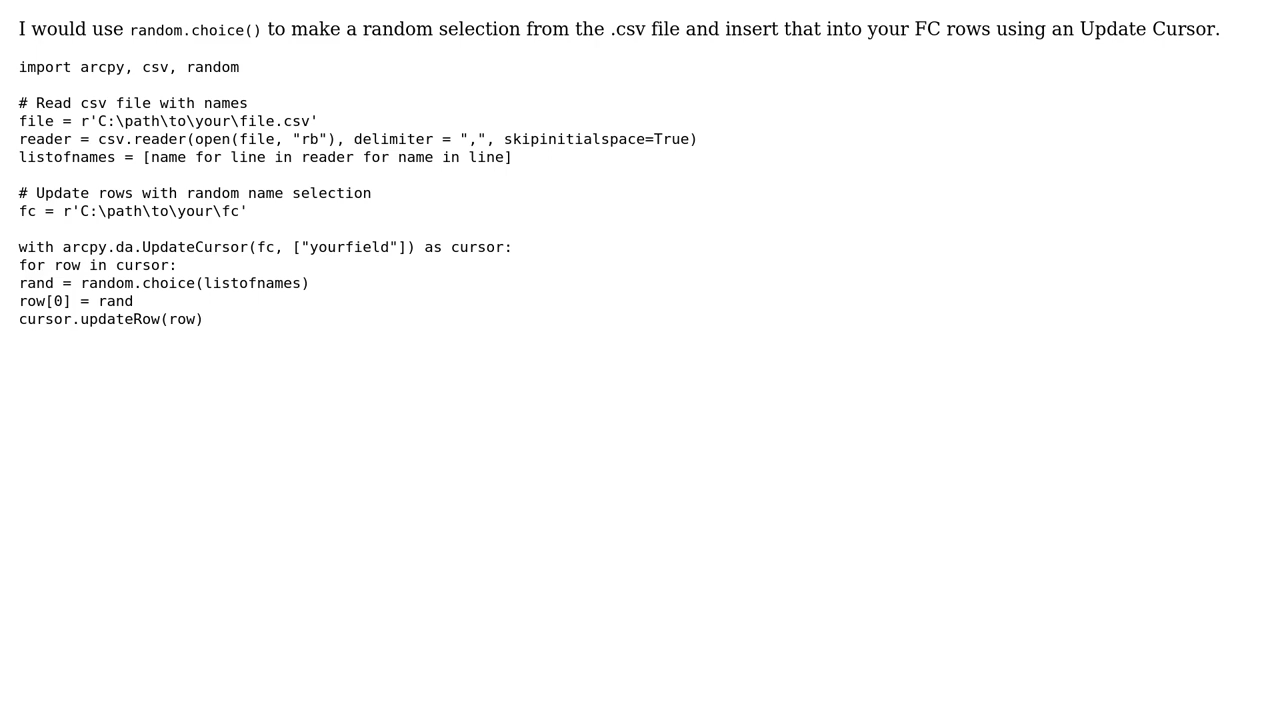 I would use random.choice() to make a random selection from the .csv file and insert that into your FC rows using an Update Cursor.
import arcpy, csv, random
# Read csv file with names
file = r'C:\path\to\your\file.csv'
reader = csv.reader(open(file, "rb"), delimiter = ",", skipinitialspace=True)
listofnames = [name for line in reader for name in line]
# Update rows with random name selection
fc = r'C:\path\to\your\fc'
with arcpy.da.UpdateCursor(fc, ["yourfield"]) as cursor:
for row in cursor:
rand = random.choice(listofnames)
row[0] = rand
cursor.updateRow(row)